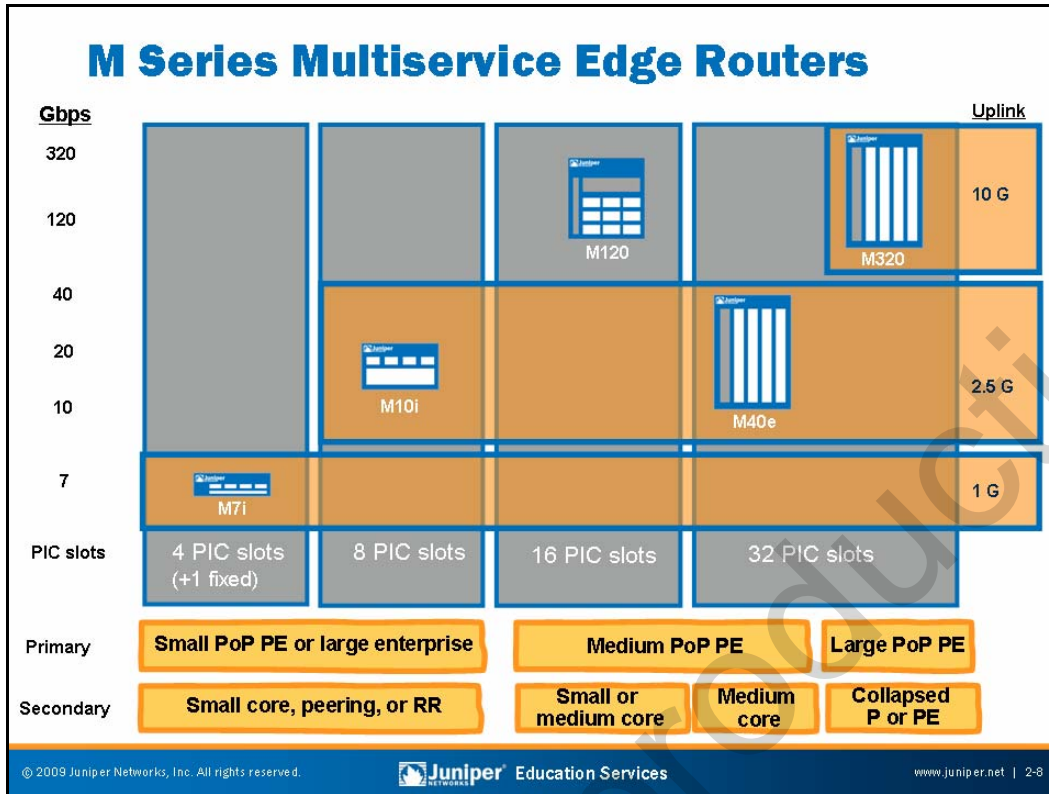 M Series Multiservice Edge Routers
Gbps
Uplink
320
120
40
20
10
7
M120
M320
M10i
M40e
M7i
10 G
2.5 G
1 G
PIC slots
4 PIC slots
(+1 fixed)
8 PIC slots
16 PIC slots
32 PIC slots
Primary
Small PoP PE or large enterprise
Medium PoP PE
Large PoP PE
Secondary
Small core, peering, or RR
Small or
medium core
Medium
core
Collapsed
P or PE
© 2009 Juniper Networks, Inc. All rights reserved.
Juniper NETWORKS Education Services
www.juniper.net | 2-8